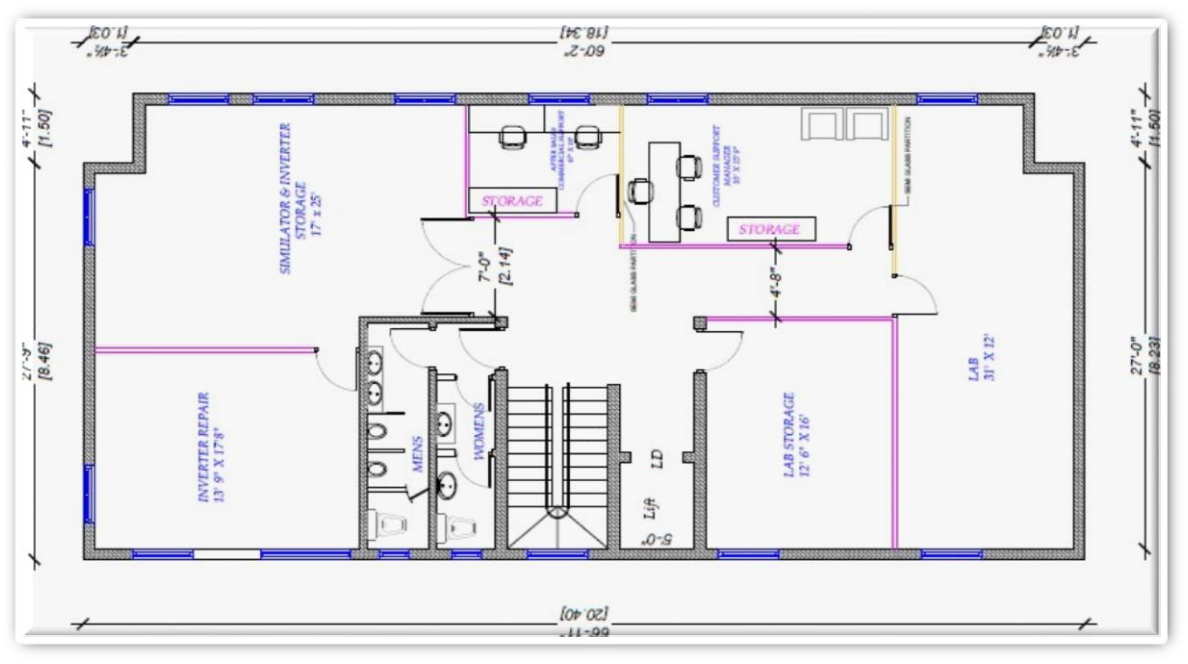 [1.03]
[18.34]
[1.03]
3'-4½"
60'-2"
3'-4½"
4'-11"
[1.50]
4'-11"
[1.50]
SIMULATOR & INVERTER
STORAGE
17' x 25'
AFTER SALES
COMMERCIAL SUPPORT
STORAGE
CUSTOMER SUPPORT
MANAGER
STORAGE
SEMI GLASS PARTITION
SEMI GLASS PARTITION
7'-0"
[2.14]
4'-8"
27'-9"
[8.46]
27'-0"
[8.23]
LAB
31' X 12'
INVERTER REPAIR
13' 9" X 17'8"
MENS
WOMENS
Lift
LD
5'-0"
LAB STORAGE
12' 6" X 16'
[20.40]
66'-11"